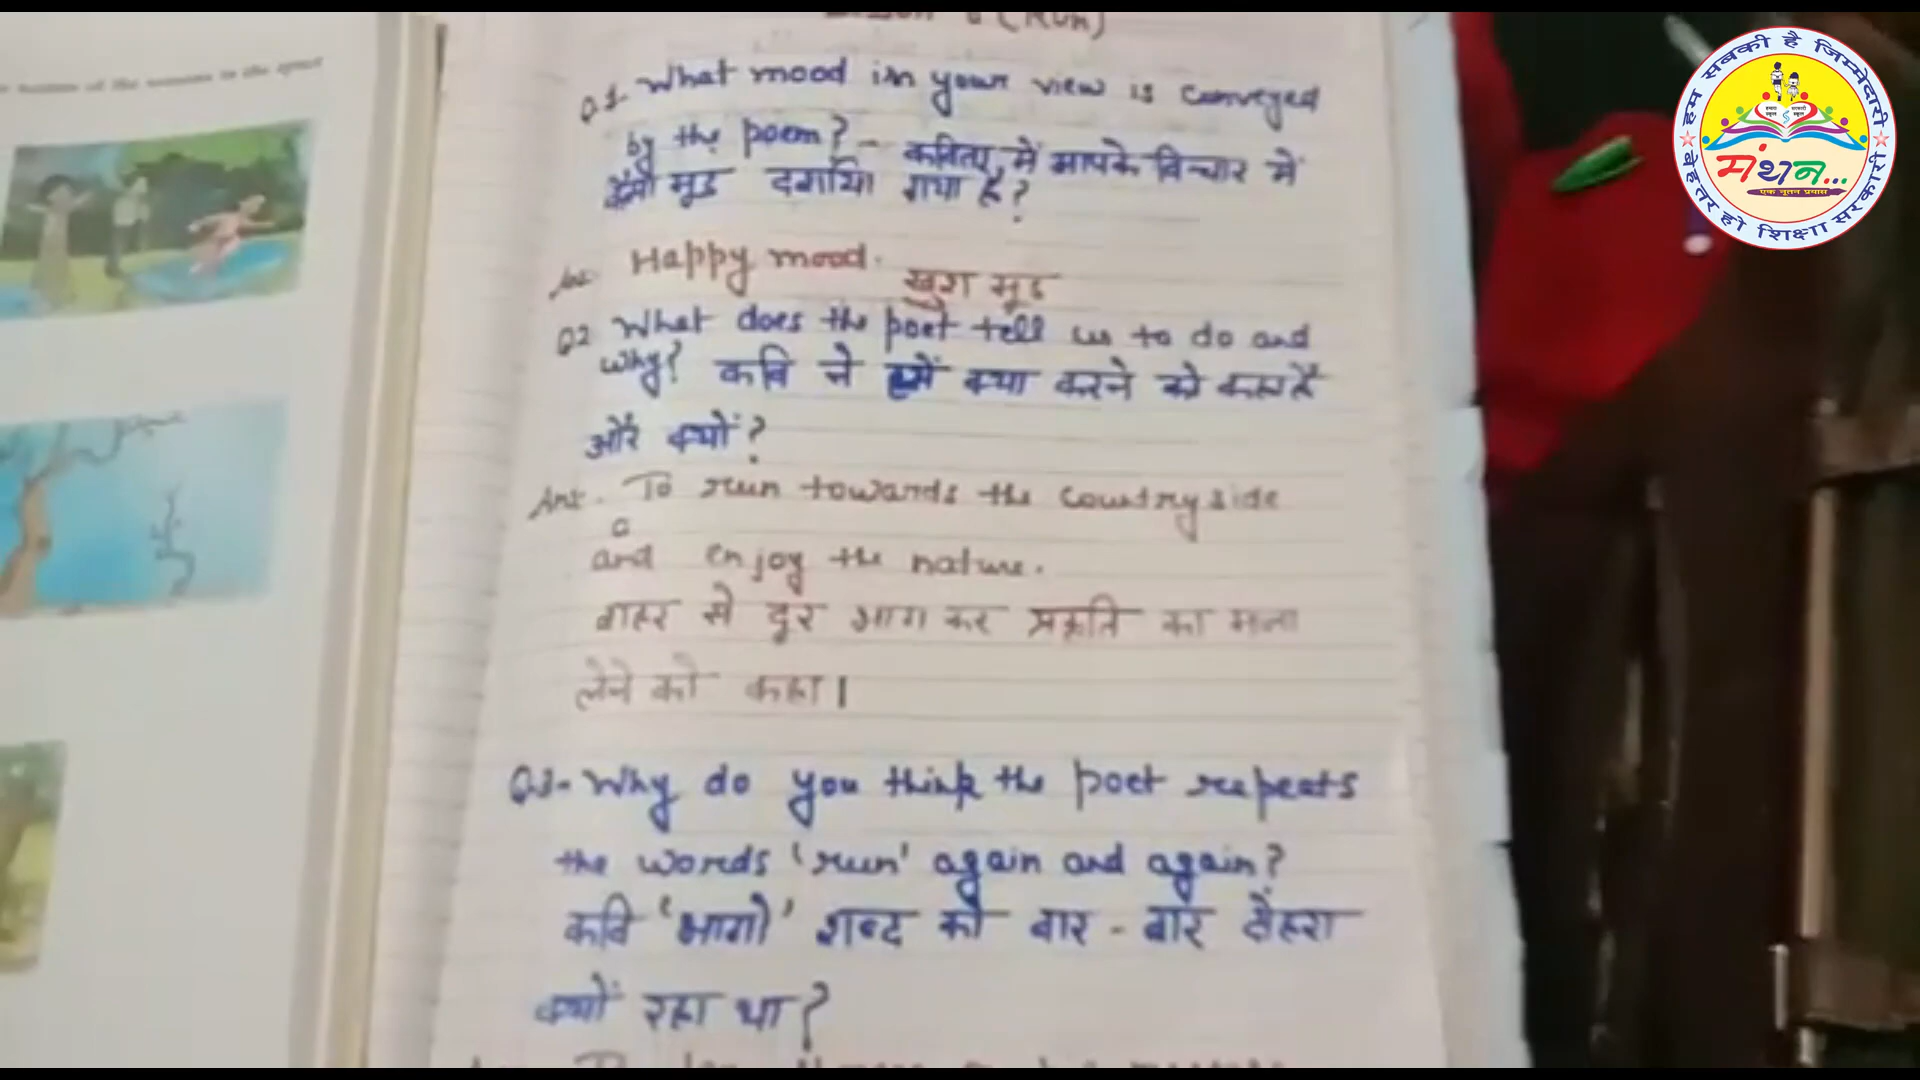 (Run)
Q1. What mood in your view is conveyed
by the poem? - कविता में आपके विचार में
मूड दर्शाया गया है?
Ans Happy mood. खुश मूड
Q2 What does the poet tell us to do and
why? कवि ने हमें क्या करने को कहा है
और क्यों?
Ans. To run towards the countryside
and enjoy the nature.
शहर से दूर भाग कर प्रकृति का मजा
लेने को कहा।
Q3- Why do you think the poet repeats
the words 'run' again and again?
कवि 'भागो' शब्द को बार - बार दोहरा
क्यों रहा था?
हम सबकी है जिम्मेदारी
बेहतर हो शिक्षा सरकारी
मंथन...
एक नूतन प्रयास